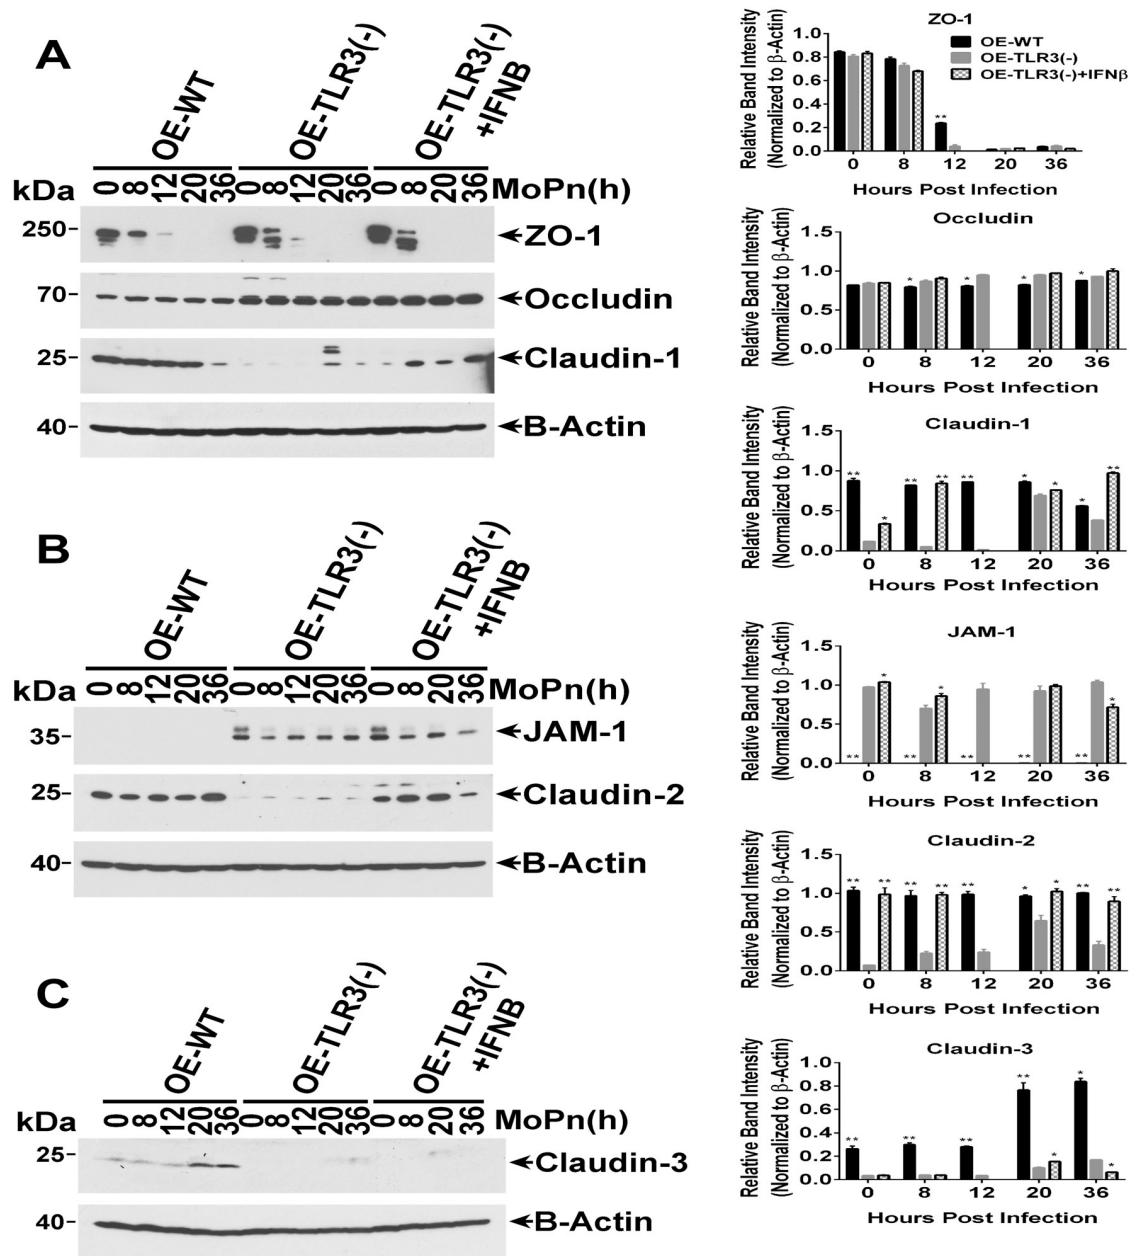 A
OE-WT
OE-TLR3(-)
OE-TLR3(-)
+IFNB
kDa
0 8 12 20 36 0 8 12 20 36 0 8 20 36 MoPn(h)
250-
ZO-1
70-
Occludin
25-
Claudin-1
40-
B-Actin
B
OE-WT
OE-TLR3(-)
OE-TLR3(-)
+IFNB
kDa
0 8 12 20 36 0 8 12 20 36 0 8 20 36 MoPn(h)
35-
JAM-1
25-
Claudin-2
40-
B-Actin
C
OE-WT
OE-TLR3(-)
OE-TLR3(-)
+IFNB
kDa
0 8 12 20 36 0 8 12 20 36 0 8 20 36 MoPn(h)
25-
Claudin-3
40-
B-Actin
ZO-1
OE-WT
OE-TLR3(-)
OE-TLR3(-)+IFNβ
Relative Band Intensity
(Normalized to β-Actin)
1.0
0.8
0.6
0.4
0.2
0.0
**
0 8 12 20 36
Hours Post Infection
Occludin
Relative Band Intensity
(Normalized to β-Actin)
1.5
1.0
0.5
0.0
* * * *
0 8 12 20 36
Hours Post Infection
Claudin-1
Relative Band Intensity
(Normalized to β-Actin)
1.5
1.0
0.5
0.0
** * ** ** ** * * * **
0 8 12 20 36
Hours Post Infection
JAM-1
Relative Band Intensity
(Normalized to β-Actin)
1.5
1.0
0.5
0.0
** * ** * ** ** ** *
0 8 12 20 36
Hours Post Infection
Claudin-2
Relative Band Intensity
(Normalized to β-Actin)
1.5
1.0
0.5
0.0
** ** ** ** ** * * ** **
0 8 12 20 36
Hours Post Infection
Claudin-3
Relative Band Intensity
(Normalized to β-Actin)
1.0
0.8
0.6
0.4
0.2
0.0
** ** ** ** * * *
0 8 12 20 36
Hours Post Infection